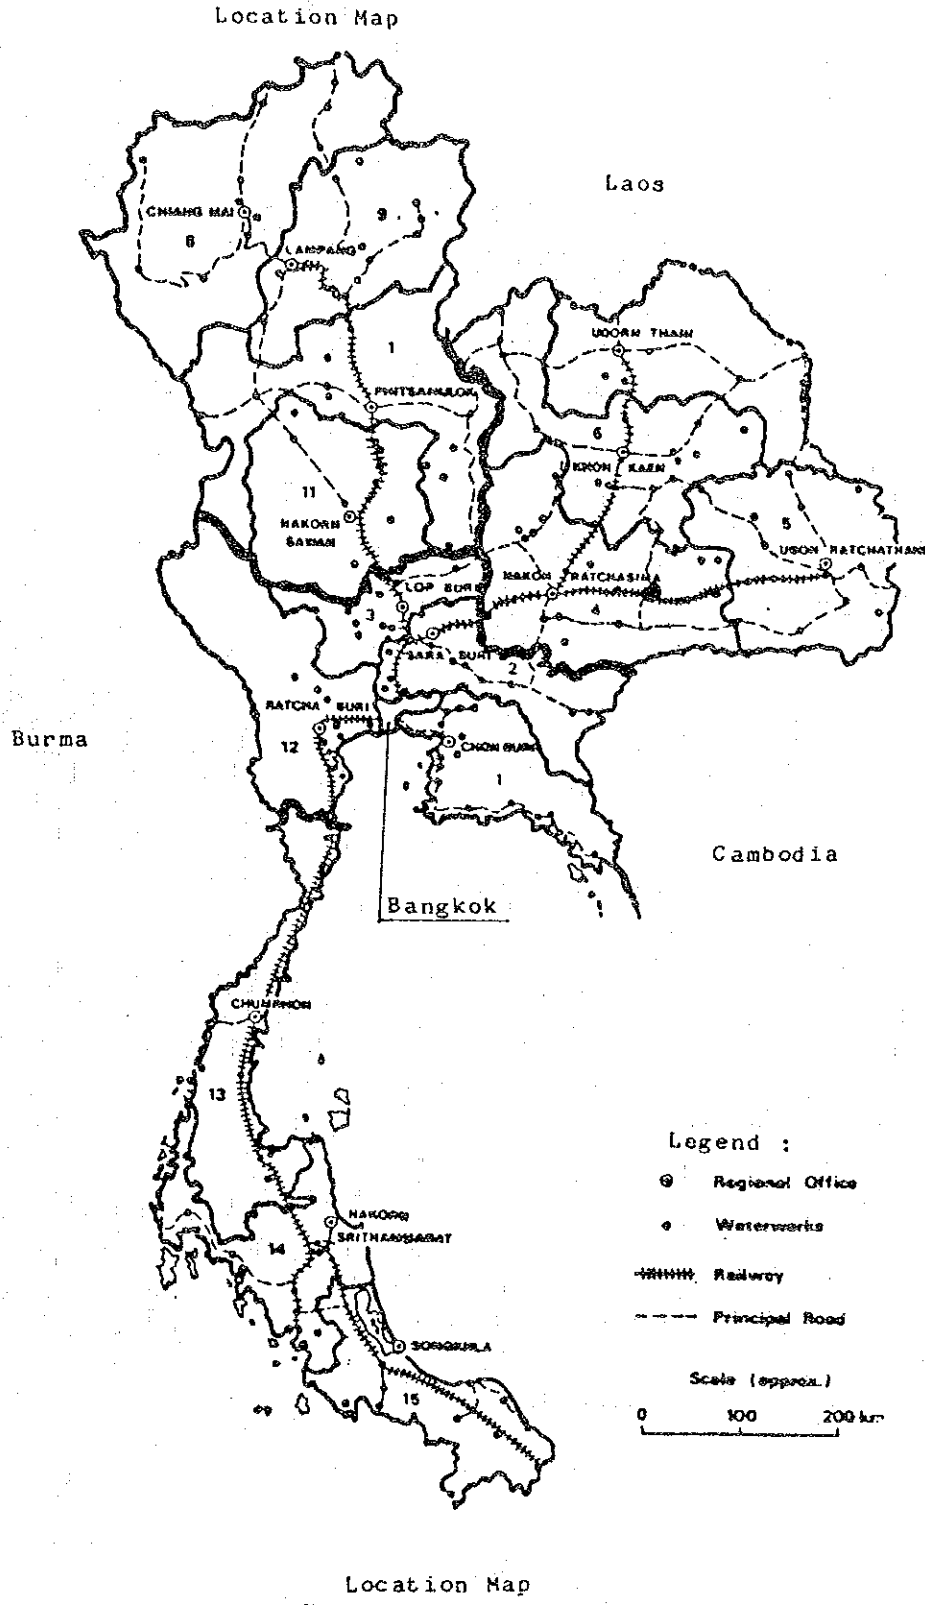 Location Map
Laos
CHIANG MAI
9
8
LAMPANG
UDORN THANI
1
PHITSANULOK
6
KHON KAEN
11
5
NAKORN
SAWAN
UBON RATCHATHANI
LOP BURI
NAKON RATCHASIMA
3
4
SARA BURI
2
RATCHA BURI
Burma
12
CHON BURI
1
Cambodia
Bangkok
CHUMPHON
13
Legend :
Regional Office
NAKORN
Waterworks
SRITHAMMARAT
14
Railway
Principal Road
SONGKHLA
Scale (approx.)
15
0 100 200 km
Location Map